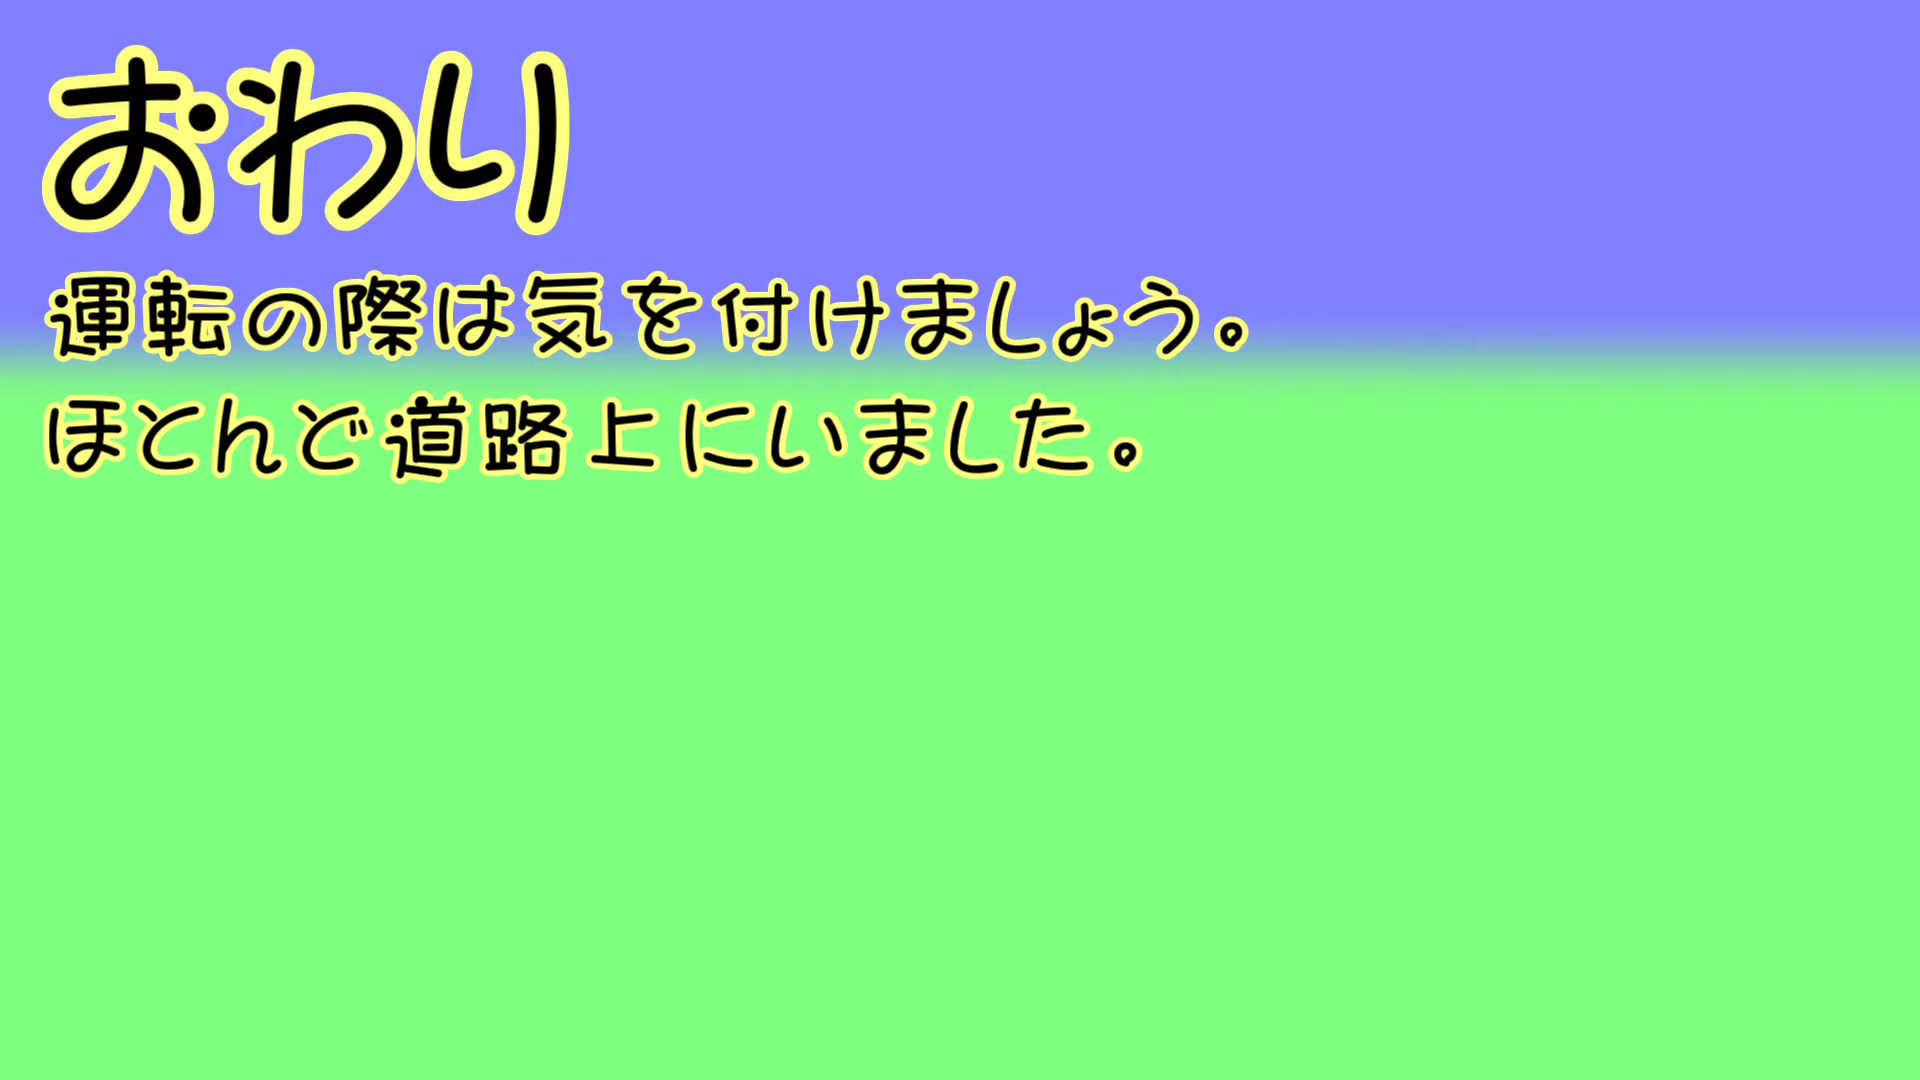 おわり
運転の際は気を付けましょう。
ほとんど道路上にいました。